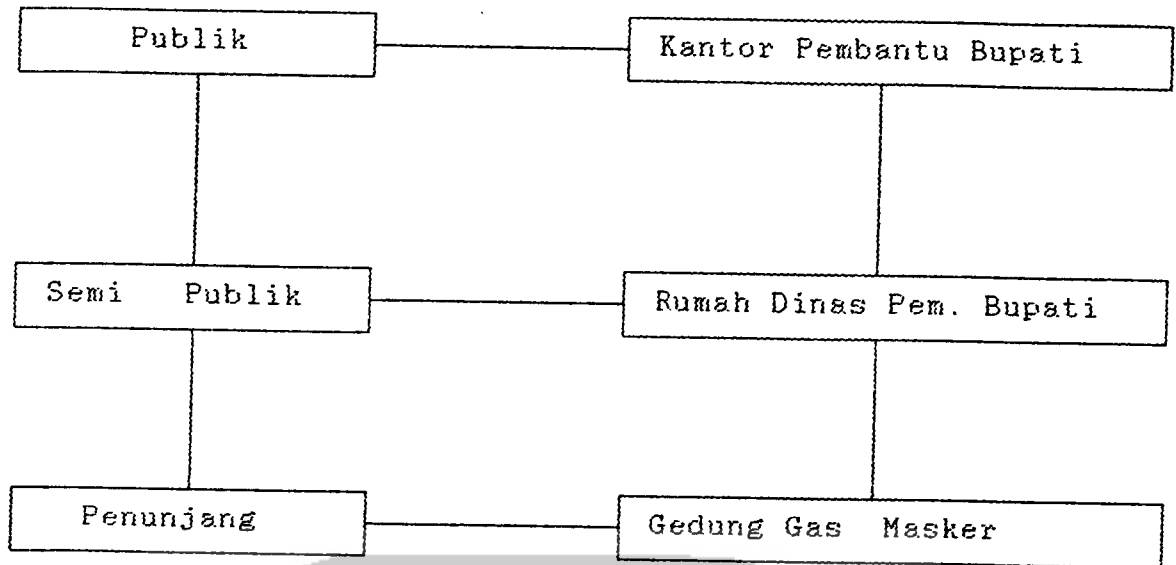 Publik
Kantor Pembantu Bupati
Semi Publik
Rumah Dinas Pem. Bupati
Penunjang
Gedung Gas Masker